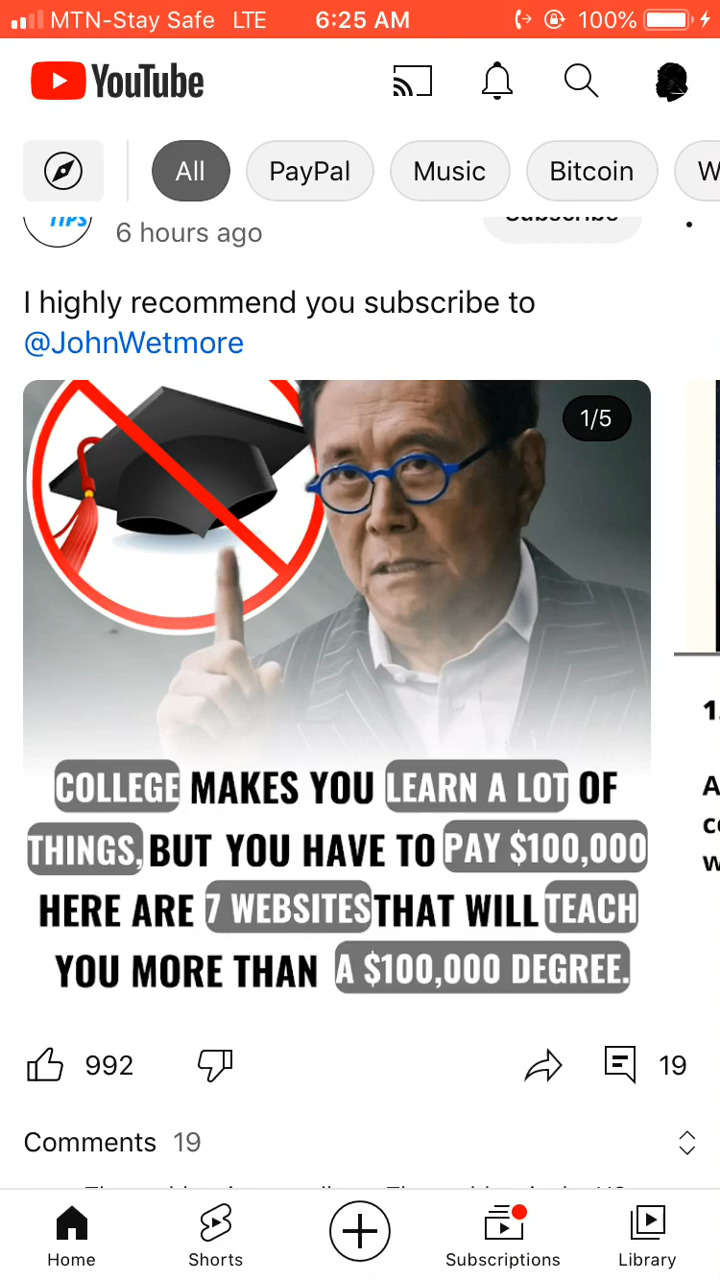 MTN-Stay Safe LTE 6:25 AM 100%
YouTube
All PayPal Music Bitcoin W
TIPS
6 hours ago
Subscribe
I highly recommend you subscribe to
@JohnWetmore
1/5
COLLEGE MAKES YOU LEARN A LOT OF
THINGS, BUT YOU HAVE TO PAY $100,000
HERE ARE 7 WEBSITES THAT WILL TEACH
YOU MORE THAN A $100,000 DEGREE.
1.
A
c
w
992 19
Comments 19
Home Shorts Subscriptions Library